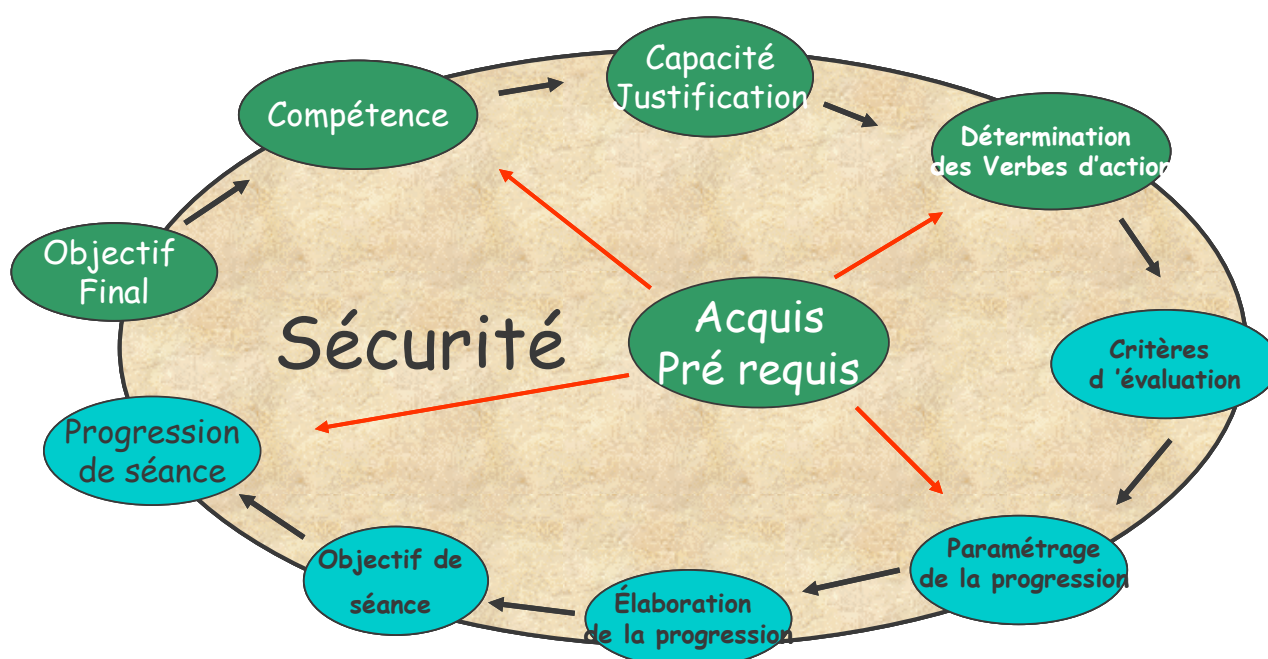 Capacité
Justification
Compétence
Détermination
des Verbes d'action
Objectif
Final
Acquis
Pré requis
Sécurité
Critères
d 'évaluation
Progression
de séance
Objectif de
séance
Paramétrage
de la progression
Élaboration
de la progression